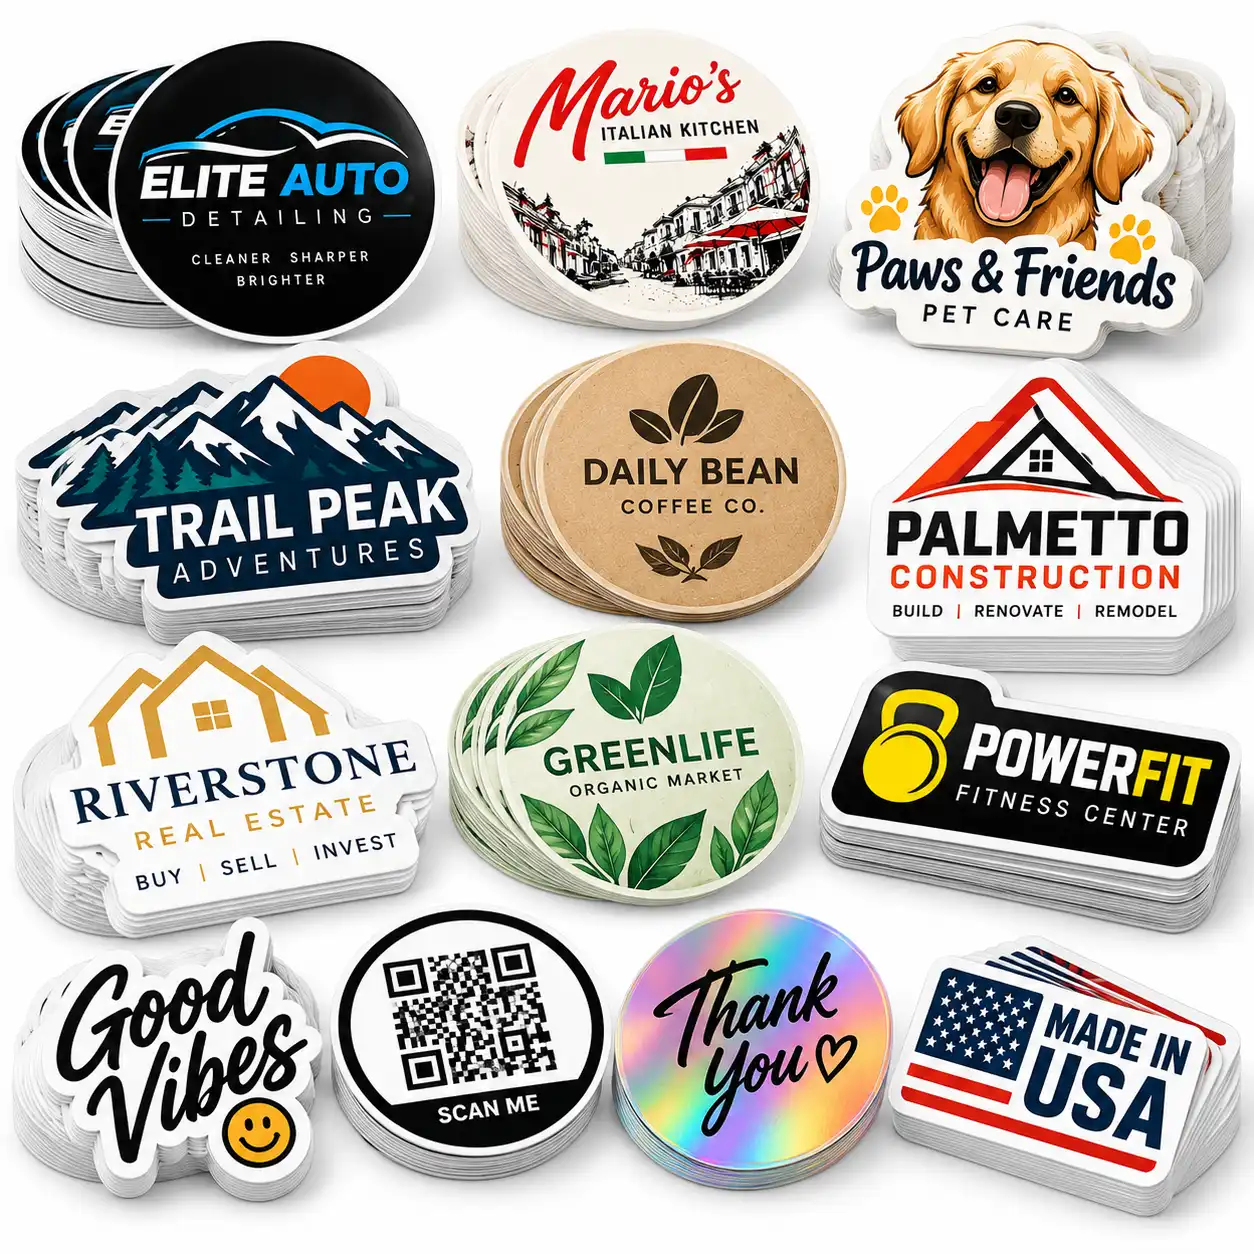 ELITE AUTO
DETAILING
CLEANER SHARPER
BRIGHTER
Mario's
ITALIAN KITCHEN
Paws & Friends
PET CARE
TRAIL PEAK
ADVENTURES
DAILY BEAN
COFFEE CO.
PALMETTO
CONSTRUCTION
BUILD | RENOVATE | REMODEL
RIVERSTONE
REAL ESTATE
BUY | SELL | INVEST
GREENLIFE
ORGANIC MARKET
POWERFIT
FITNESS CENTER
Good
Vibes
SCAN ME
Thank
You
MADE IN
USA